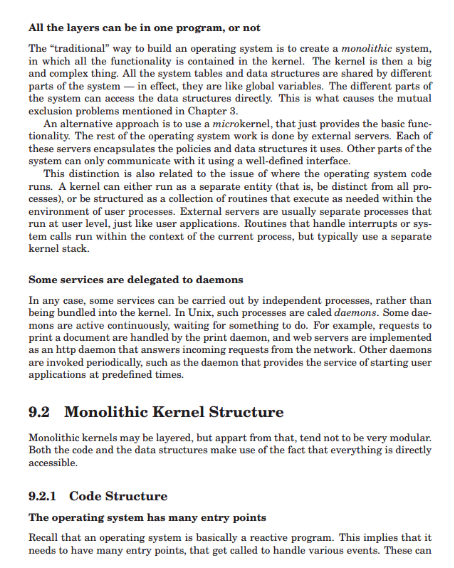 All the layers can be in one program, or not
The “traditional” way to build an operating system is to create a monolithic system,
in which all the functionality is contained in the kernel. The kernel is then a big
and complex thing. All the system tables and data structures are shared by different
parts of the system — in effect, they are like global variables. The different parts of
the system can access the data structures directly. This is what causes the mutual
exclusion problems mentioned in Chapter 3.
An alternative approach is to use a microkernel, that just provides the basic func-
tionality. The rest of the operating system work is done by external servers. Each of
these servers encapsulates the policies and data structures it uses. Other parts of the
system can only communicate with it using a well-defined interface.
This distinction is also related to the issue of where the operating system code
runs. A kernel can either run as a separate entity (that is, be distinct from all pro-
cesses), or be structured as a collection of routines that execute as needed within the
environment of user processes. External servers are usually separate processes that
run at user level, just like user applications. Routines that handle interrupts or sys-
tem calls run within the context of the current process, but typically use a separate
kernel stack.
Some services are delegated to daemons
In any case, some services can be carried out by independent processes, rather than
being bundled into the kernel. In Unix, such processes are caled daemons. Some dae-
mons are active continuously, waiting for something to do. For example, requests to
print a document are handled by the print daemon, and web servers are implemented
as an http daemon that answers incoming requests from the network. Other daemons
are invoked periodically, such as the daemon that provides the service of starting user
applications at predefined times.
9.2 Monolithic Kernel Structure
Monolithic kernels may be layered, but appart from that, tend not to be very modular.
Both the code and the data structures make use of the fact that everything is directly
accessible.
9.2.1 Code Structure
The operating system has many entry points
Recall that an operating system is basically a reactive program. This implies that it
needs to have many entry points, that get called to handle various events. These can